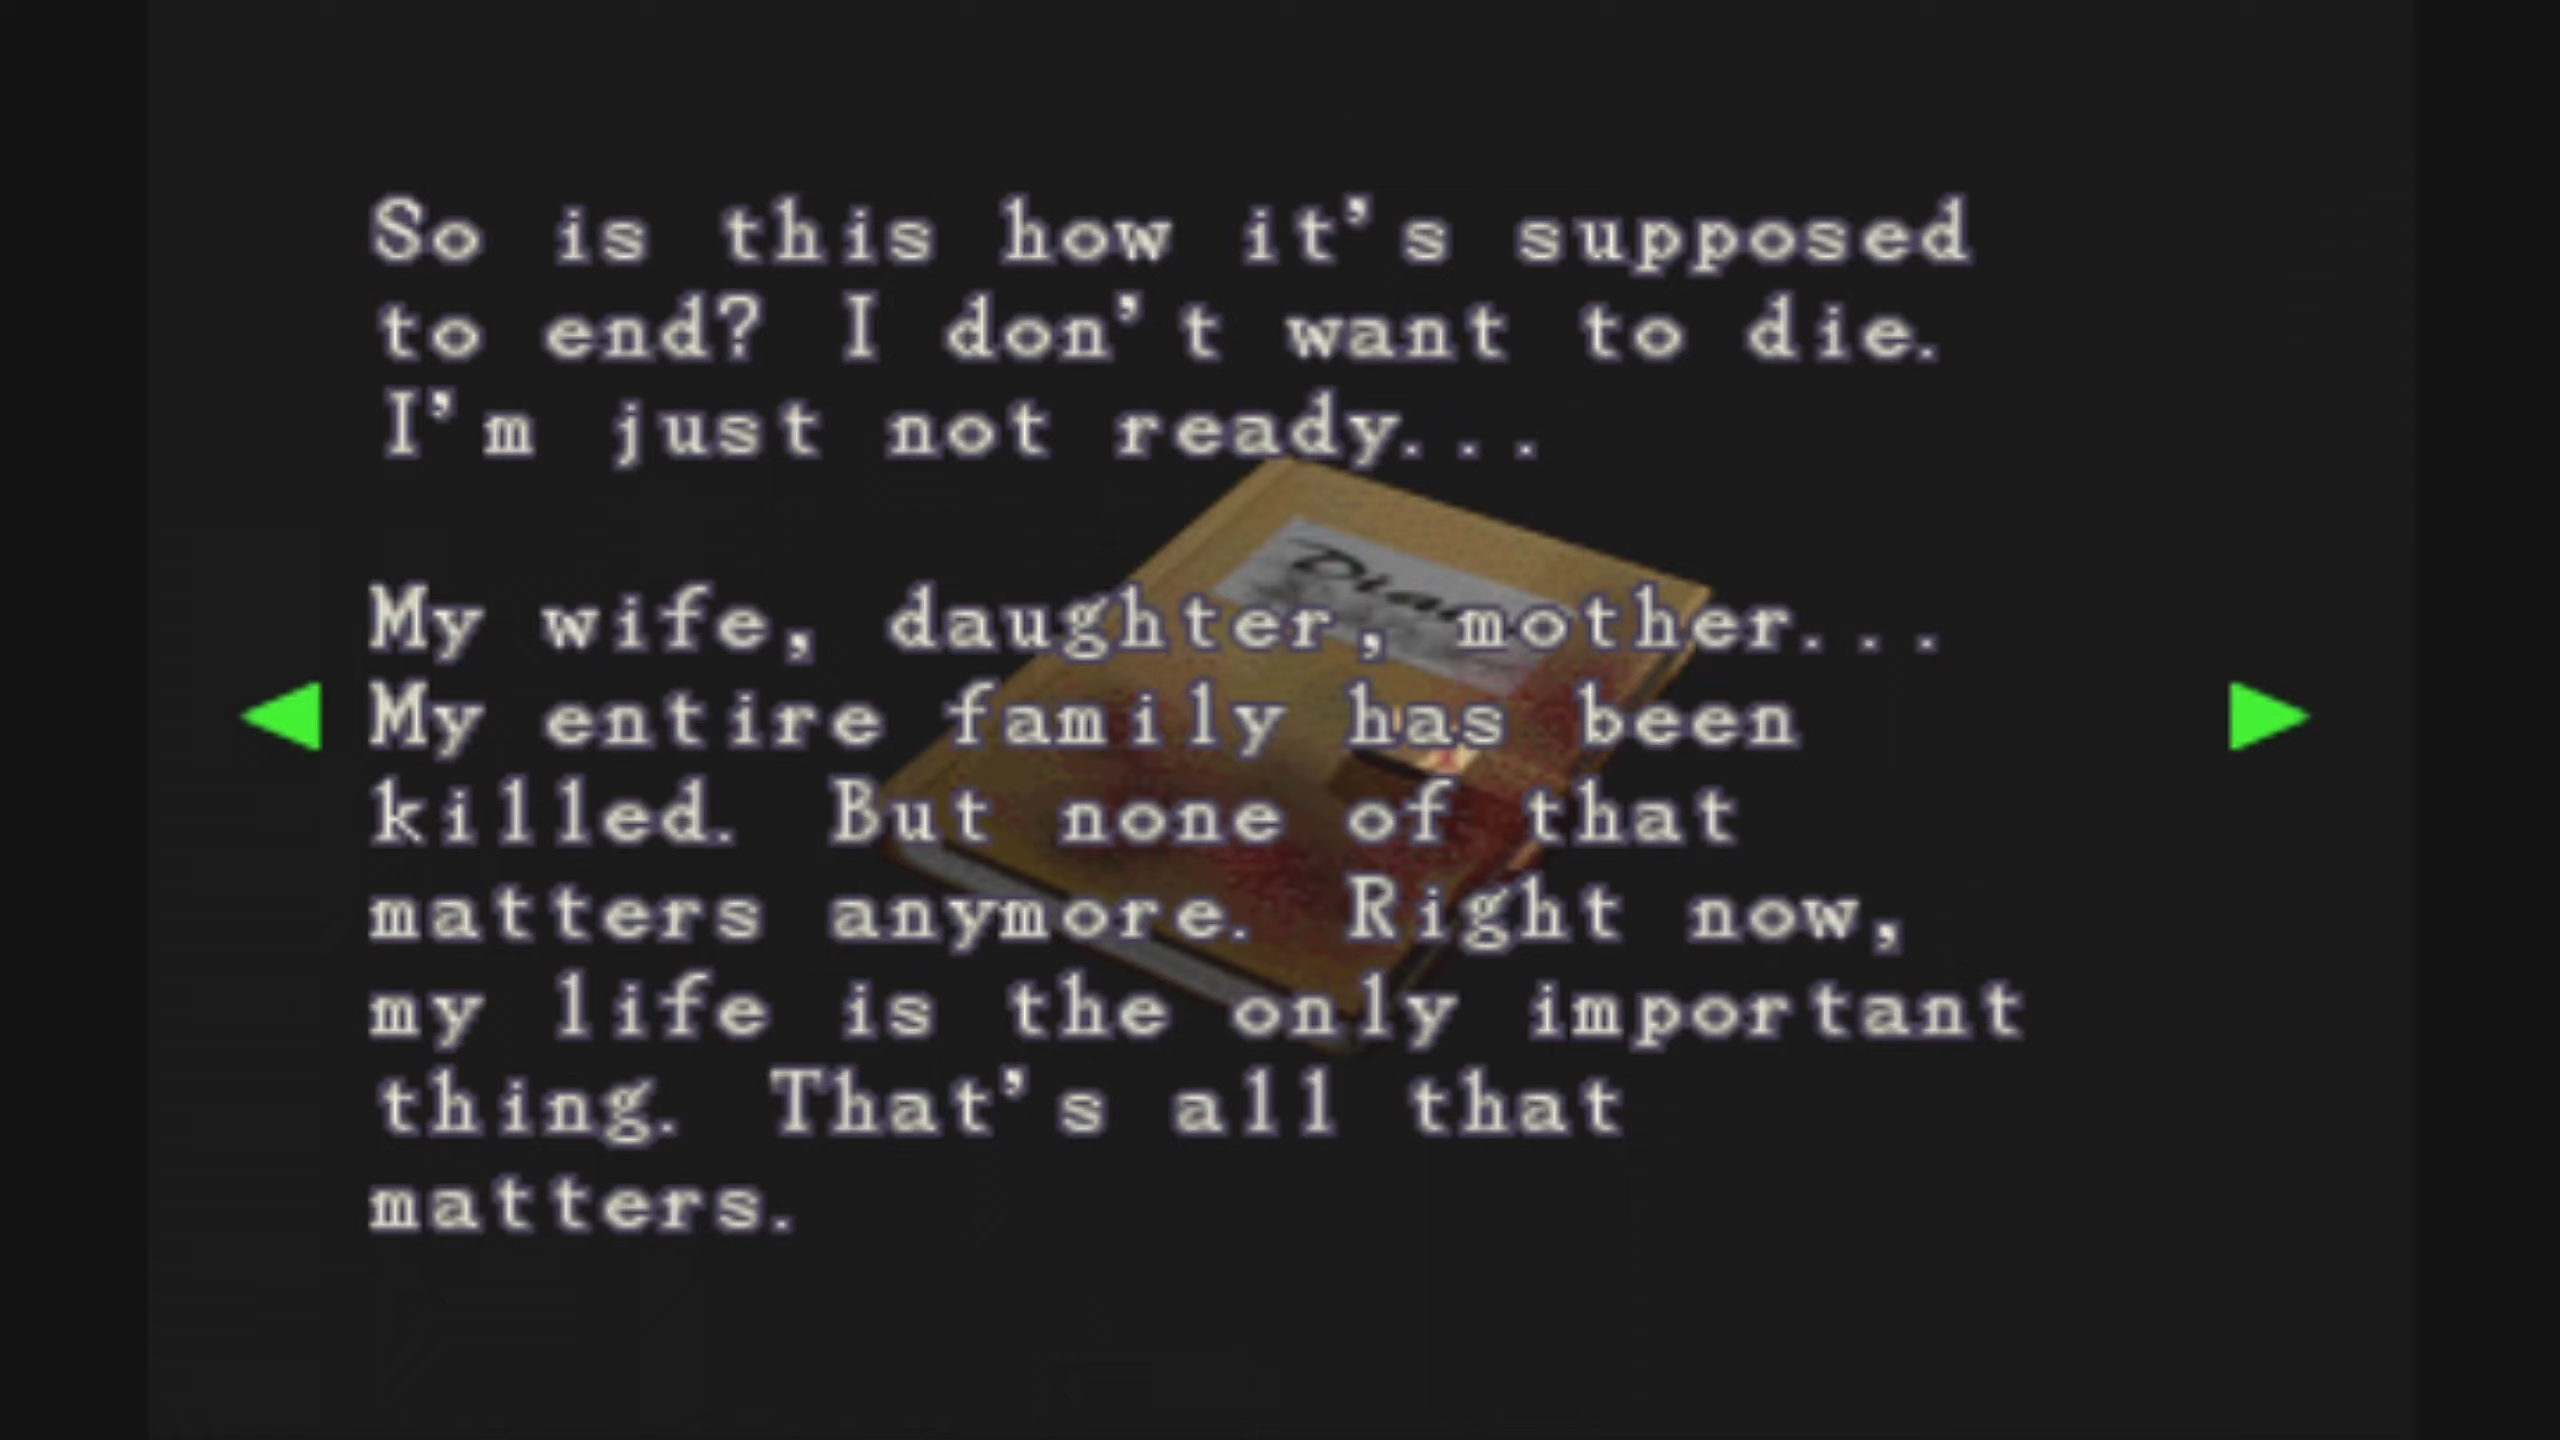 So is this how it's supposed
to end? I don't want to die.
I'm just not ready...
My wife, daughter, mother...
My entire family has been
killed. But none of that
matters anymore. Right now,
my life is the only important
thing. That's all that
matters.